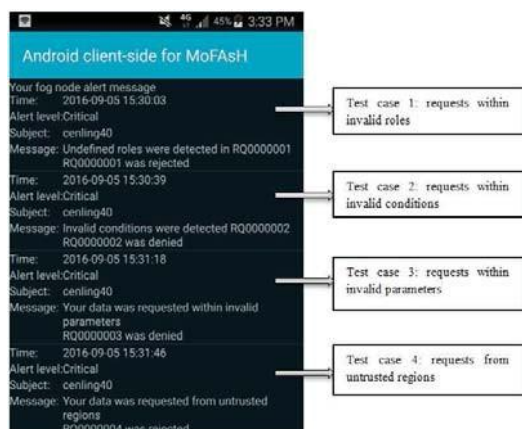 4G 45% 3:33 PM
Android client-side for MoFAsH
Your fog node alert message
Time: 2016-09-05 15:30:03
Alert level:Critical
Subject: cenling40
Message: Undefined roles were detected in RQ0000001
RQ0000001 was rejected
Time: 2016-09-05 15:30:39
Alert level:Critical
Subject: cenling40
Message: Invalid conditions were detected RQ0000002
RQ0000002 was denied
Time: 2016-09-05 15:31:18
Alert level:Critical
Subject: cenling40
Message: Your data was requested within invalid
parameters
RQ0000003 was denied
Time: 2016-09-05 15:31:46
Alert level:Critical
Subject: cenling40
Message: Your data was requested from untrusted
regions
RQ0000004 was rejected
Test case 1: requests within
invalid roles
Test case 2: requests within
invalid conditions
Test case 3: requests within
invalid parameters
Test case 4: requests from
untrusted regions